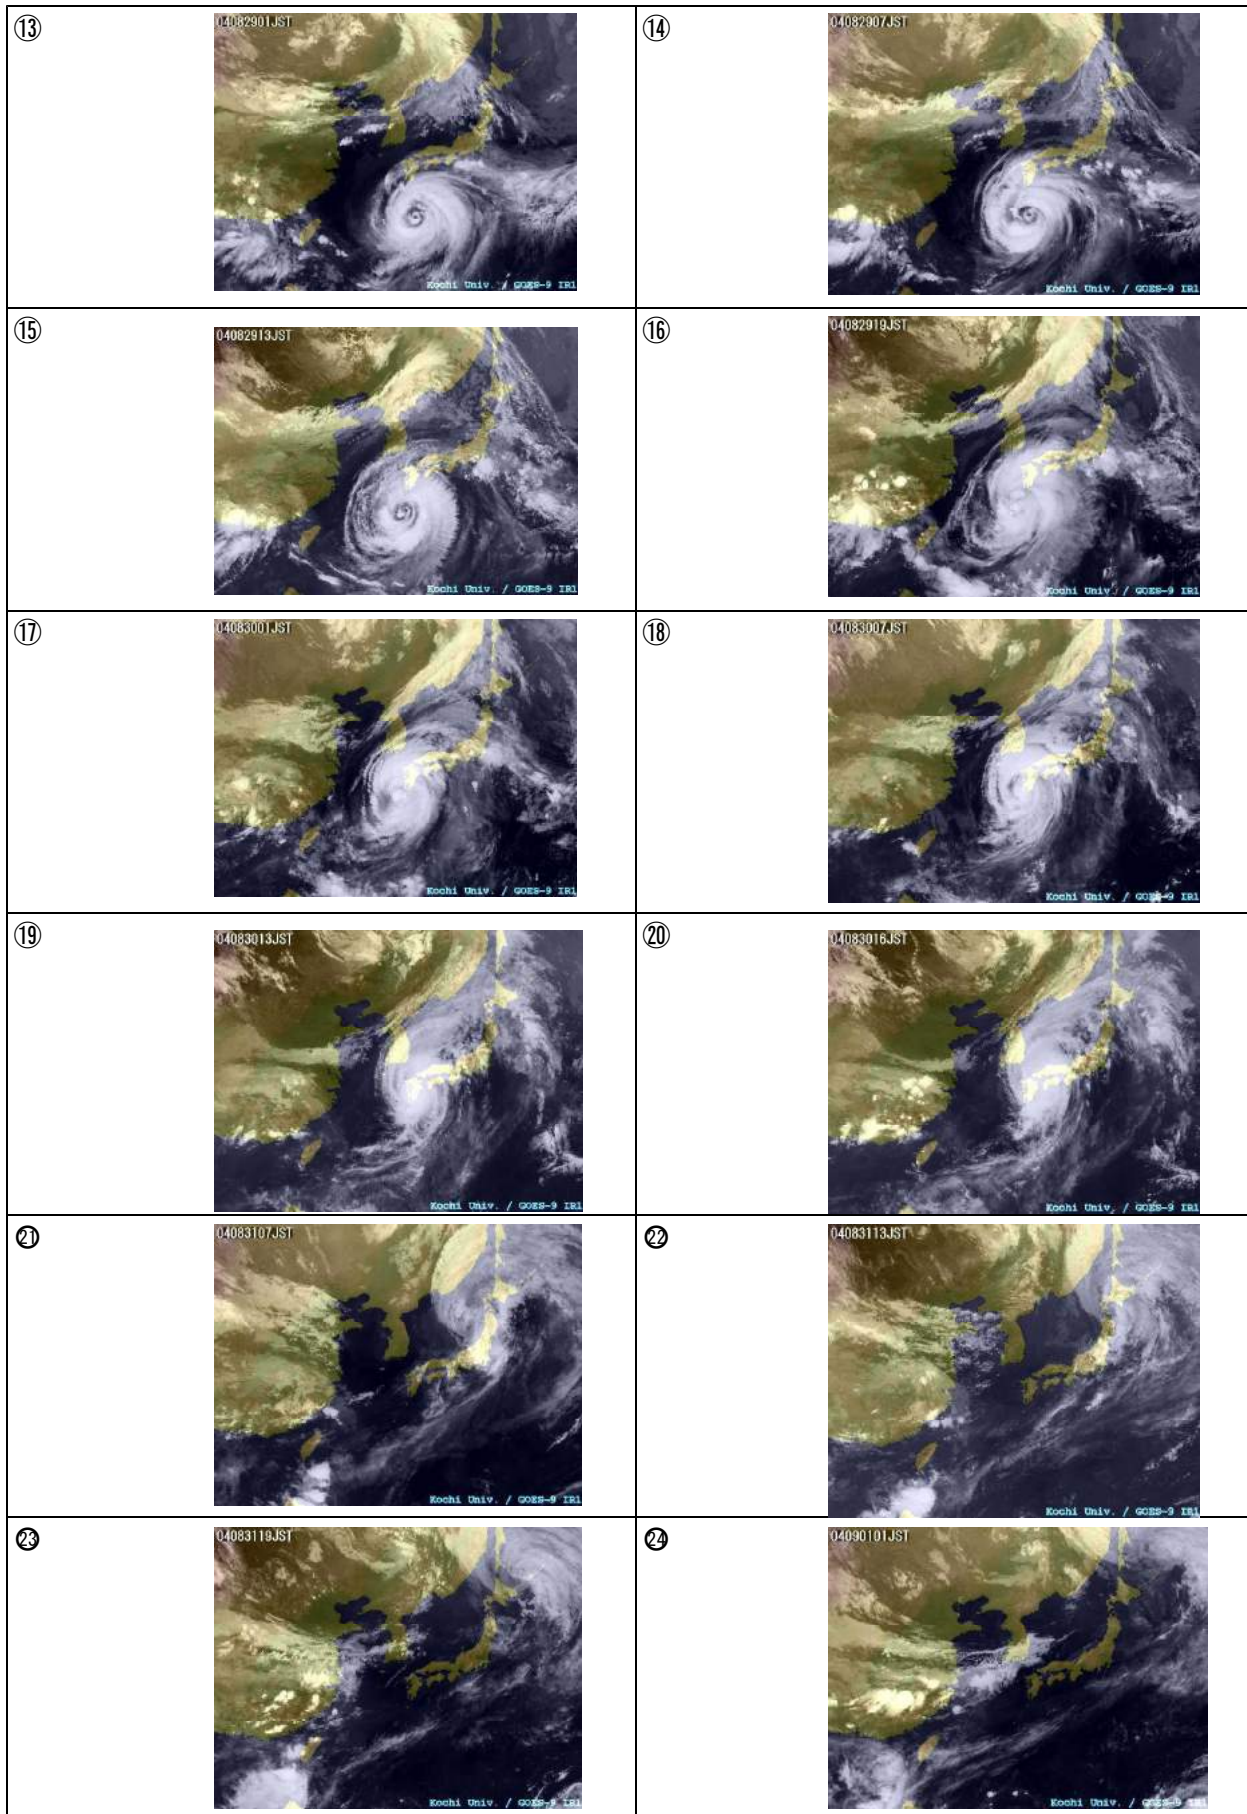 ⑬
04082901JST
Kochi Univ. / GOES-9 IR1
⑭
04082907JST
Kochi Univ. / GOES-9 IR1
⑮
04082913JST
Kochi Univ. / GOES-9 IR1
⑯
04082919JST
Kochi Univ. / GOES-9 IR1
⑰
04083001JST
Kochi Univ. / GOES-9 IR1
⑱
04083007JST
Kochi Univ. / GOES-9 IR1
⑲
04083013JST
Kochi Univ. / GOES-9 IR1
⑳
04083016JST
Kochi Univ. / GOES-9 IR1
㉑
04083107JST
Kochi Univ. / GOES-9 IR1
㉒
04083113JST
Kochi Univ. / GOES-9 IR1
㉓
04083119JST
Kochi Univ. / GOES-9 IR1
㉔
04090101JST
Kochi Univ. / GOES-9 IR1